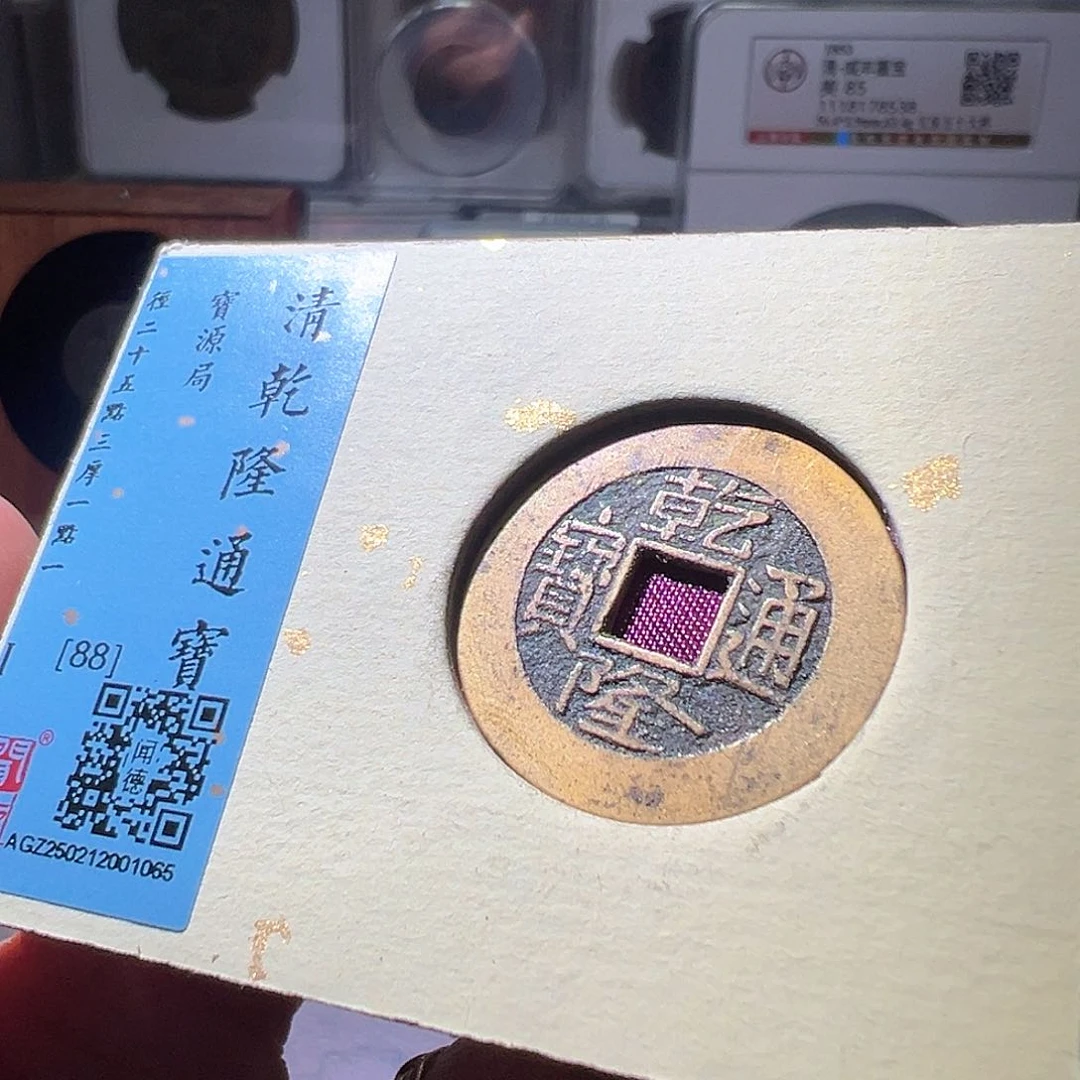 清乾隆通寶
寶源局
徑二十五點三厚一點一
[88]
闻德
AGZ250212001065
乾隆通寶